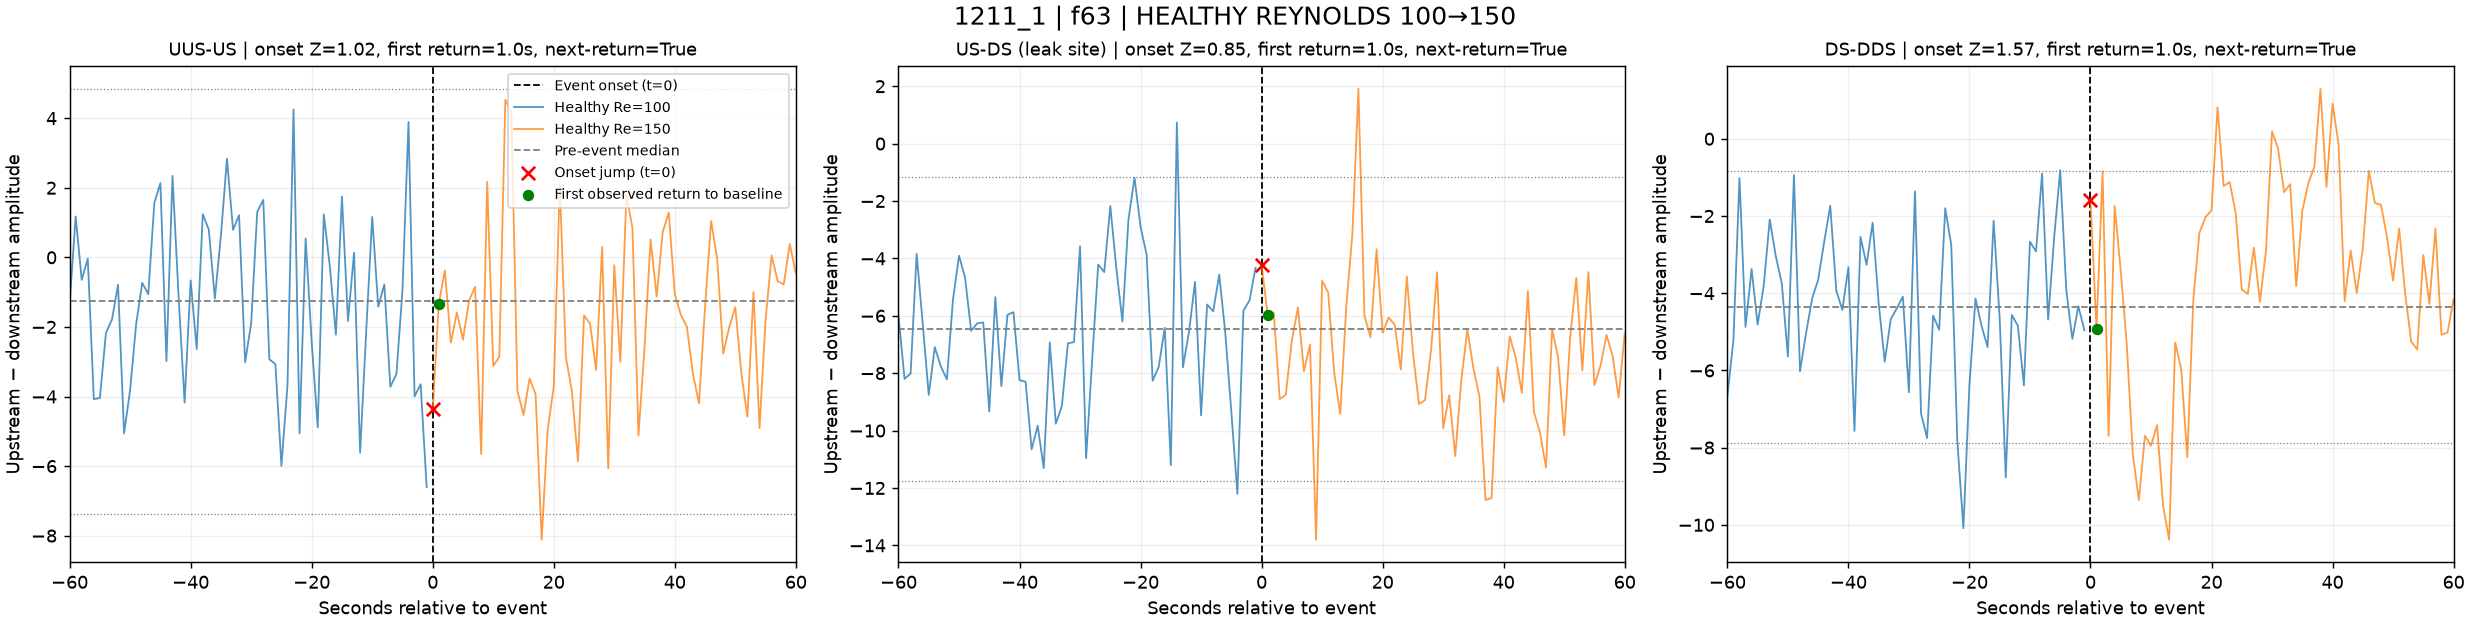 1211_1 | f63 | HEALTHY REYNOLDS 100→150
UUS-US | onset Z=1.02, first return=1.0s, next-return=True
Upstream − downstream amplitude
4
2
0
−2
−4
−6
−8
Event onset (t=0)
Healthy Re=100
Healthy Re=150
Pre-event median
Onset jump (t=0)
First observed return to baseline
−60
−40
−20
0
20
40
60
Seconds relative to event
US-DS (leak site) | onset Z=0.85, first return=1.0s, next-return=True
Upstream − downstream amplitude
2
0
−2
−4
−6
−8
−10
−12
−14
−60
−40
−20
0
20
40
60
Seconds relative to event
DS-DDS | onset Z=1.57, first return=1.0s, next-return=True
Upstream − downstream amplitude
0
−2
−4
−6
−8
−10
−60
−40
−20
0
20
40
60
Seconds relative to event